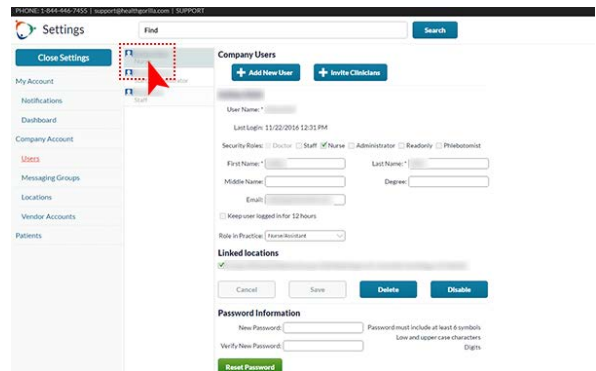 PHONE: 1-844-446-7455 | support@healthgorilla.com | SUPPORT
Settings
Find
Search
Close Settings
My Account
Notifications
Dashboard
Company Account
Users
Messaging Groups
Locations
Vendor Accounts
Patients
Staff
Company Users
+ Add New User
+ Invite Clinicians
User Name: *
Last Login: 11/22/2016 12:31 PM
Security Roles: Doctor Staff Nurse Administrator Readonly Phlebotomist
First Name: * Last Name: *
Middle Name: Degree:
Email:
Keep user logged in for 12 hours
Role in Practice: Nurse/Assistant
Linked locations
Cancel Save Delete Disable
Password Information
New Password: Password must include at least 6 symbols
Low and upper case characters
Verify New Password: Digits
Reset Password